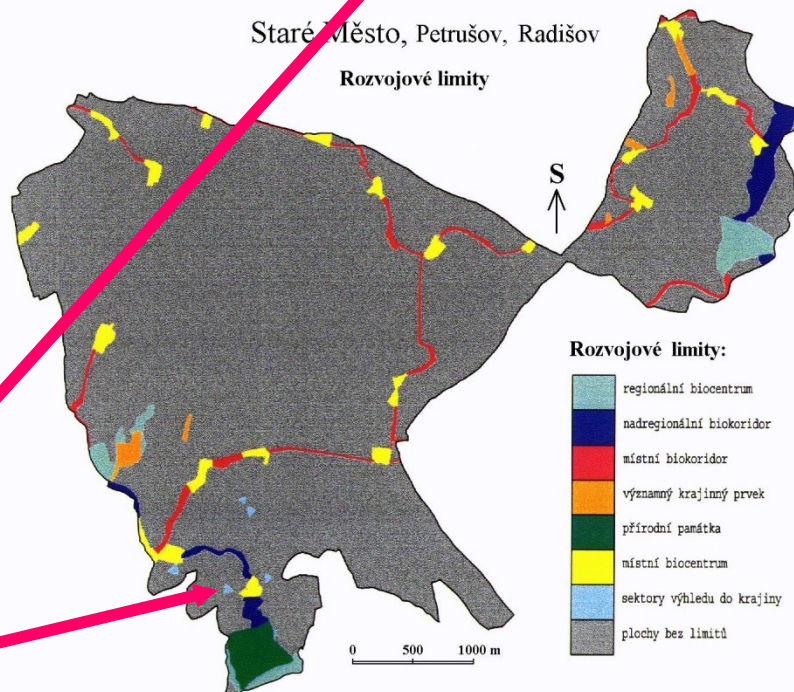 Staré Město, Petrušov, Radišov
Rozvojové limity
S
Rozvojové limity:
regionální biocentrum
nadregionální biokoridor
místní biokoridor
významný krajinný prvek
přírodní památka
místní biocentrum
sektory výhledu do krajiny
plochy bez limitů
0 500 1000 m